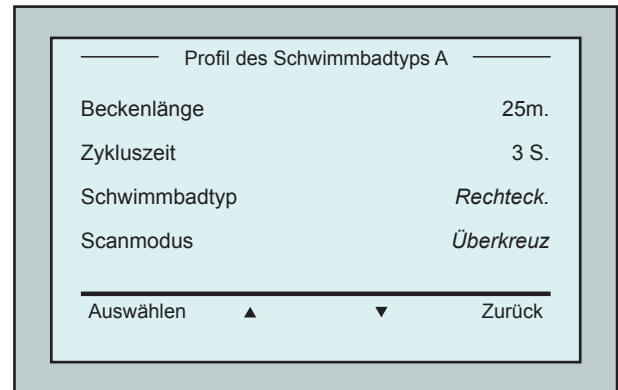 Profil des Schwimmbadtyps A
Beckenlänge 25m.
Zykluszeit 3 S.
Schwimmbadtyp Rechteck.
Scanmodus Überkreuz
Auswählen ▲ ▼ Zurück